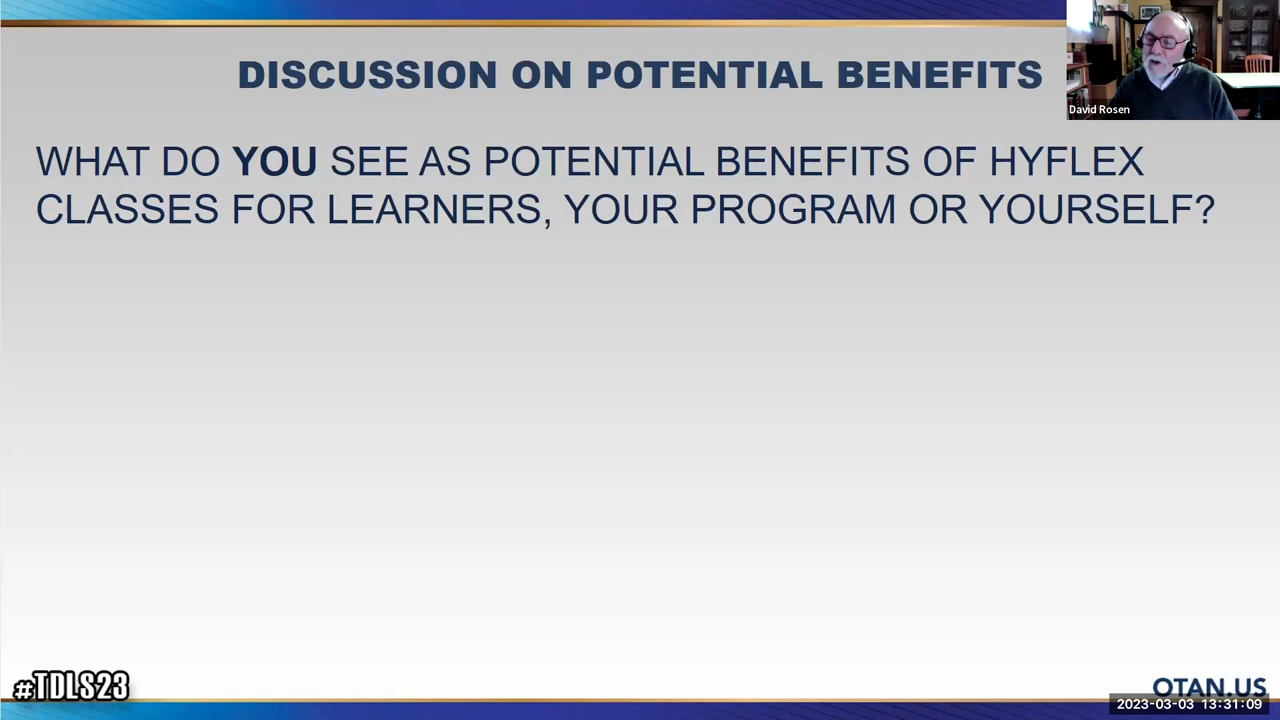 DISCUSSION ON POTENTIAL BENEFITS
David Rosen
WHAT DO YOU SEE AS POTENTIAL BENEFITS OF HYFLEX
CLASSES FOR LEARNERS, YOUR PROGRAM OR YOURSELF?
#TDLS23
OTAN.US
2023-03-03 13:31:09